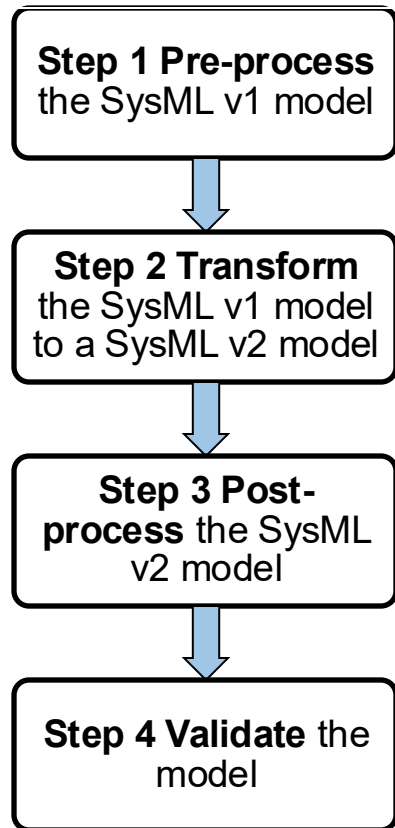 Step 1 Pre-process
the SysML v1 model
Step 2 Transform
the SysML v1 model
to a SysML v2 model
Step 3 Post-
process the SysML
v2 model
Step 4 Validate the
model